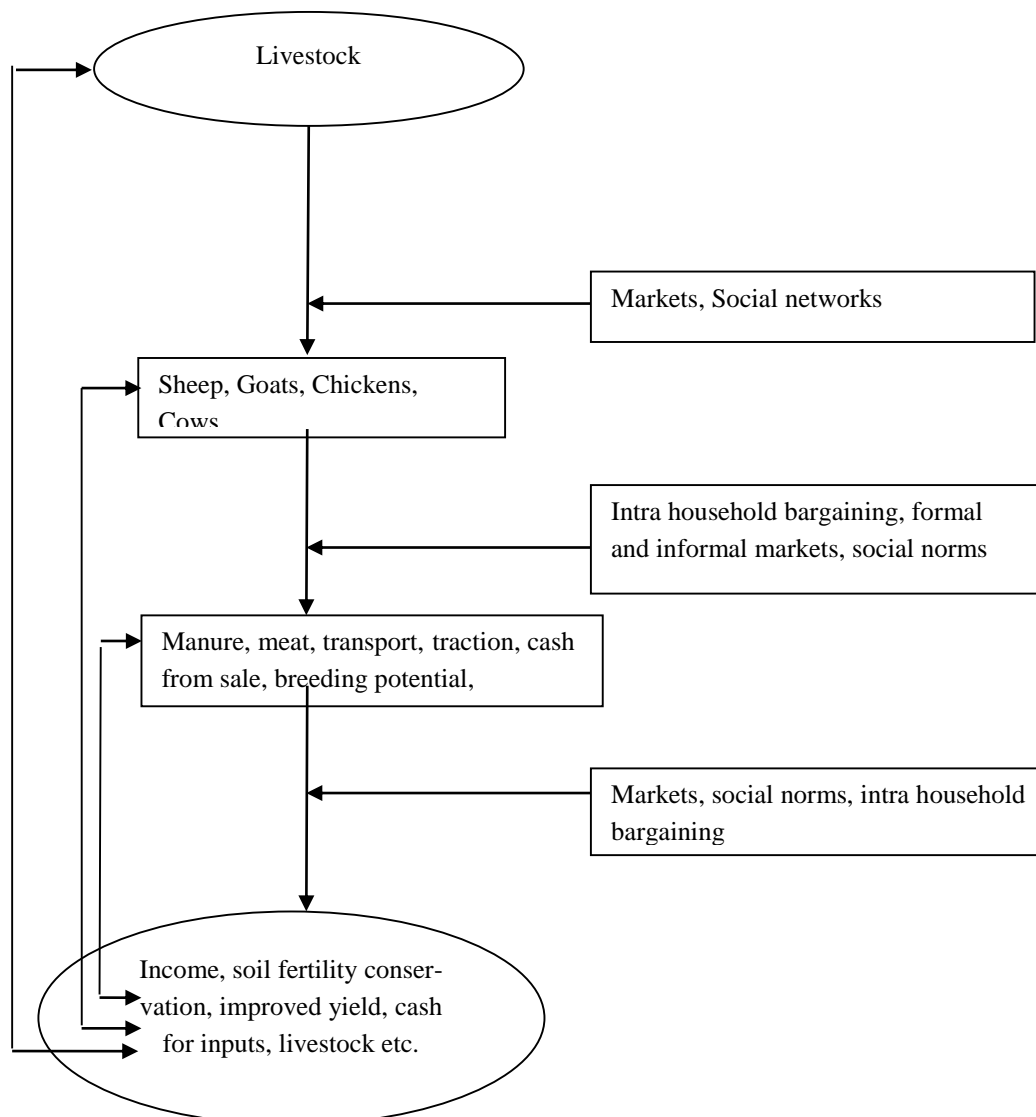 Livestock
Markets, Social networks
Sheep, Goats, Chickens,
Cows
Intra household bargaining, formal
and informal markets, social norms
Manure, meat, transport, traction, cash
from sale, breeding potential,
Markets, social norms, intra household
bargaining
Income, soil fertility conser-
vation, improved yield, cash
for inputs, livestock etc.